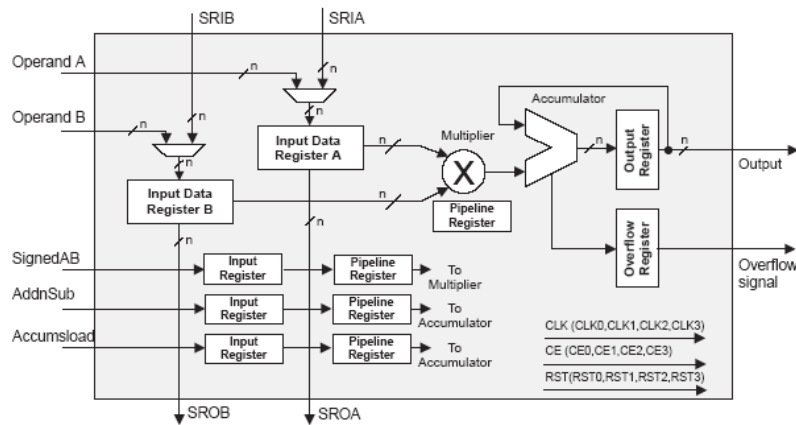 SRIB
SRIA
Operand A
n
n
Operand B
n
n
n
Accumulator
Input Data
Register A
n
Multiplier
n
Output
Register
n
n
Input Data
Register B
n
n
X
Pipeline
Register
Output
n
n
SignedAB
Input
Register
Pipeline
Register
To
Multiplier
Overflow
Register
Overflow
signal
AddnSub
Input
Register
Pipeline
Register
To
Accumulator
CLK (CLK0,CLK1,CLK2,CLK3)
Accumsload
Input
Register
Pipeline
Register
To
Accumulator
CE (CE0,CE1,CE2,CE3)
RST(RST0,RST1,RST2,RST3)
SROB
SROA